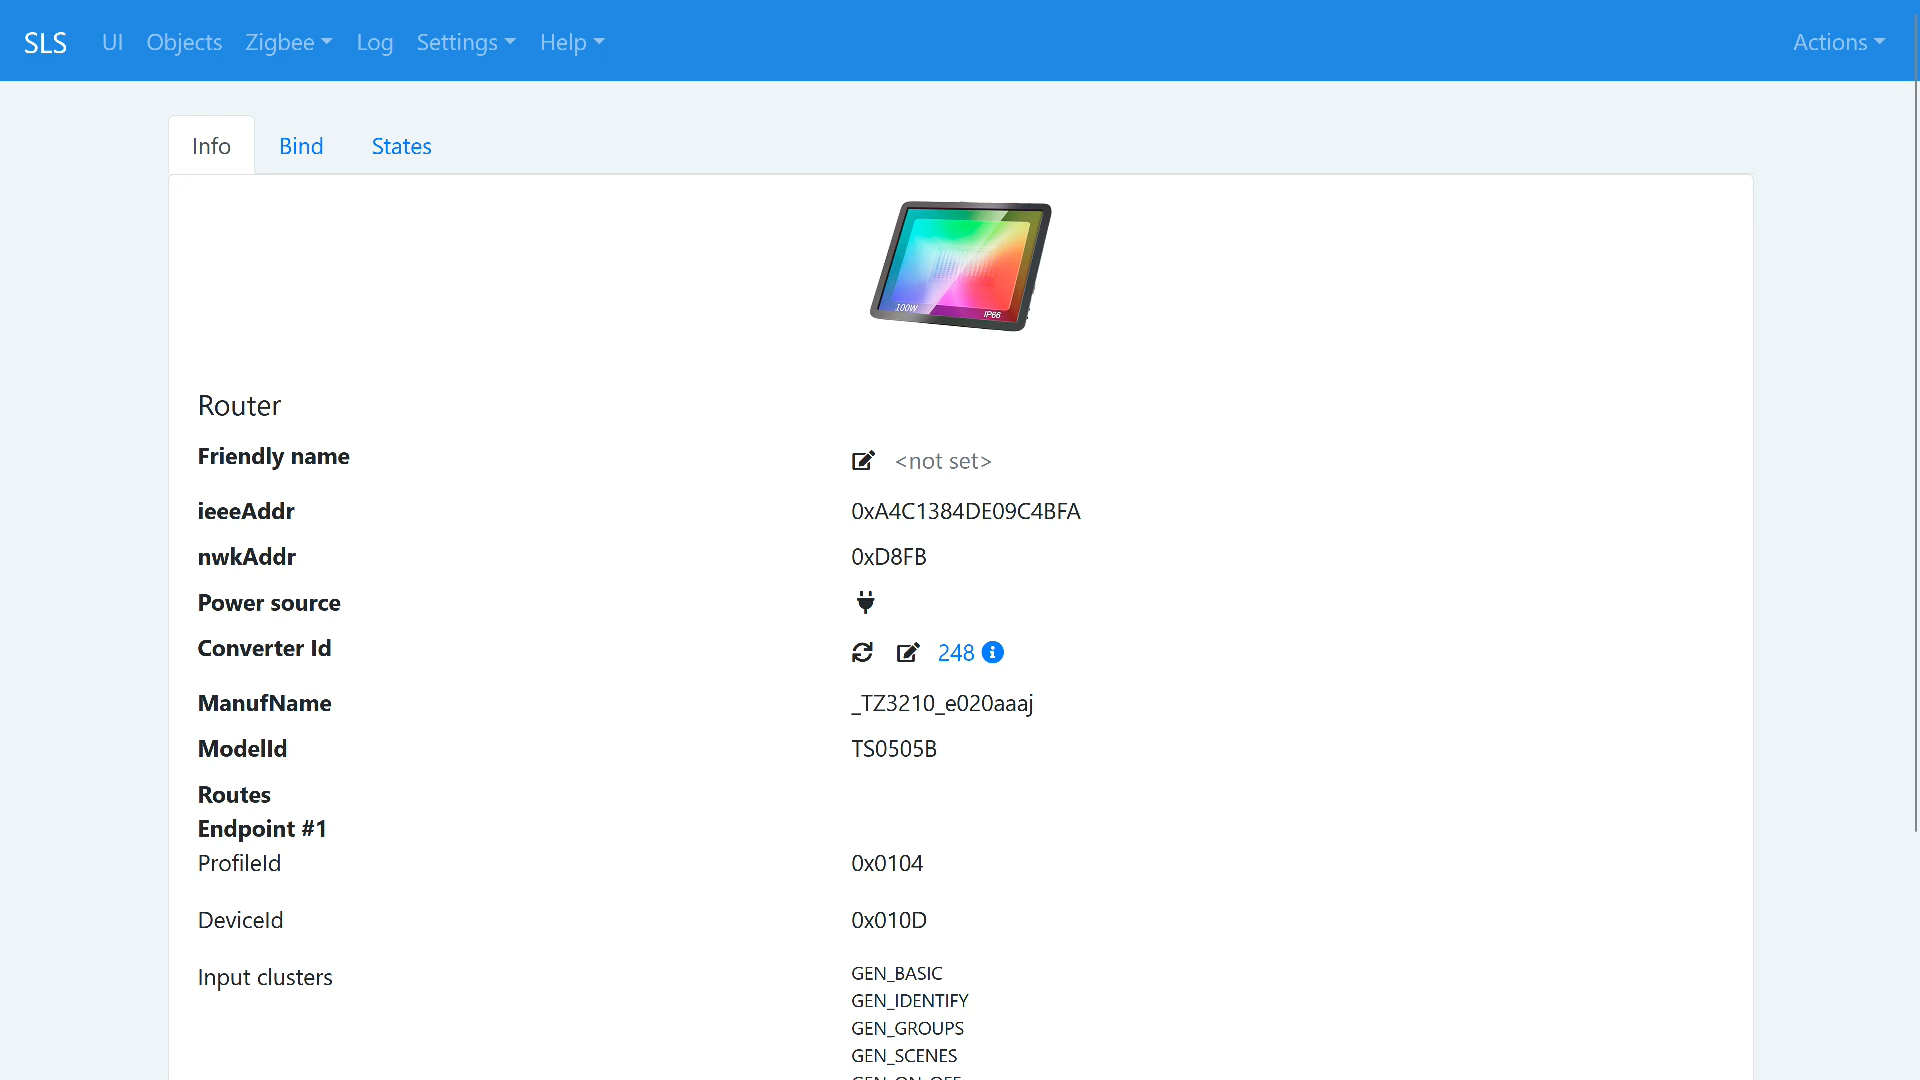 SLS UI Objects Zigbee Log Settings Help Actions
Info Bind States
100W IP66
Router
Friendly name <not set>
ieeeAddr 0xA4C1384DE09C4BFA
nwkAddr 0xD8FB
Power source
Converter Id 248
ManufName _TZ3210_e020aaaj
ModelId TS0505B
Routes
Endpoint #1
ProfileId 0x0104
DeviceId 0x010D
Input clusters GEN_BASIC
GEN_IDENTIFY
GEN_GROUPS
GEN_SCENES
GEN_ON_OFF